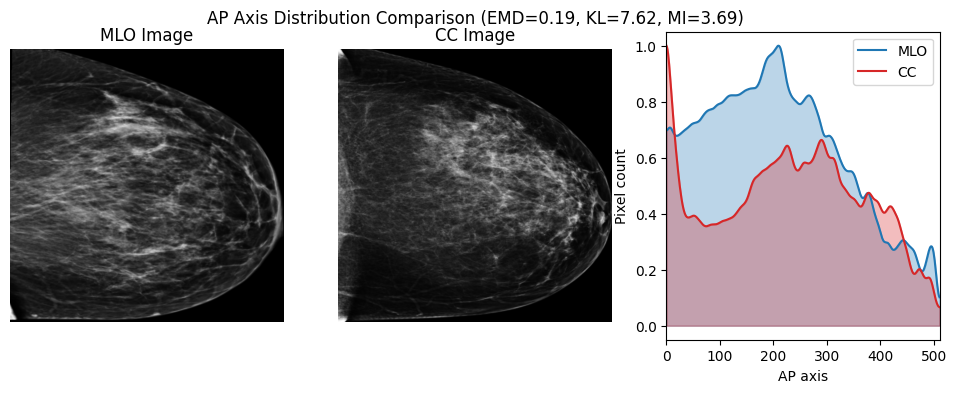 AP Axis Distribution Comparison (EMD=0.19, KL=7.62, MI=3.69)
MLO Image
CC Image
MLO
CC
Pixel count
1.0
0.8
0.6
0.4
0.2
0.0
0 100 200 300 400 500
AP axis